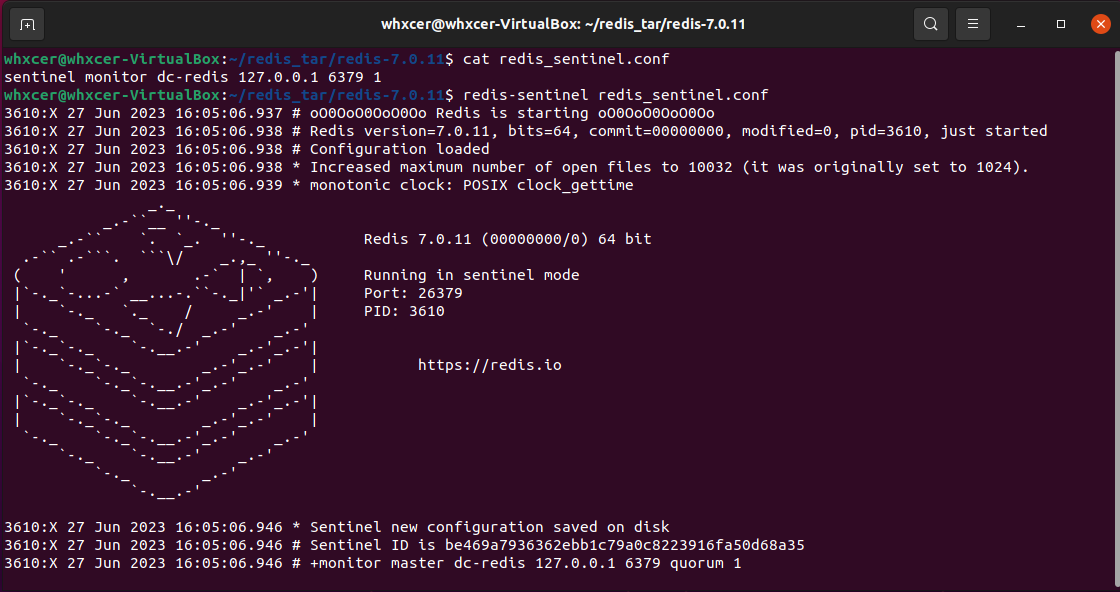 whxcer@whxcer-VirtualBox: ~/redis_tar/redis-7.0.11
whxcer@whxcer-VirtualBox:~/redis_tar/redis-7.0.11$ cat redis_sentinel.conf
sentinel monitor dc-redis 127.0.0.1 6379 1
whxcer@whxcer-VirtualBox:~/redis_tar/redis-7.0.11$ redis-sentinel redis_sentinel.conf
3610:X 27 Jun 2023 16:05:06.937 # oO0OoO0OoO0Oo Redis is starting oO0OoO0OoO0Oo
3610:X 27 Jun 2023 16:05:06.938 # Redis version=7.0.11, bits=64, commit=00000000, modified=0, pid=3610, just started
3610:X 27 Jun 2023 16:05:06.938 # Configuration loaded
3610:X 27 Jun 2023 16:05:06.938 * Increased maximum number of open files to 10032 (it was originally set to 1024).
3610:X 27 Jun 2023 16:05:06.939 * monotonic clock: POSIX clock_gettime
Redis 7.0.11 (00000000/0) 64 bit
Running in sentinel mode
Port: 26379
PID: 3610
https://redis.io
3610:X 27 Jun 2023 16:05:06.946 * Sentinel new configuration saved on disk
3610:X 27 Jun 2023 16:05:06.946 # Sentinel ID is be469a7936362ebb1c79a0c8223916fa50d68a35
3610:X 27 Jun 2023 16:05:06.946 # +monitor master dc-redis 127.0.0.1 6379 quorum 1